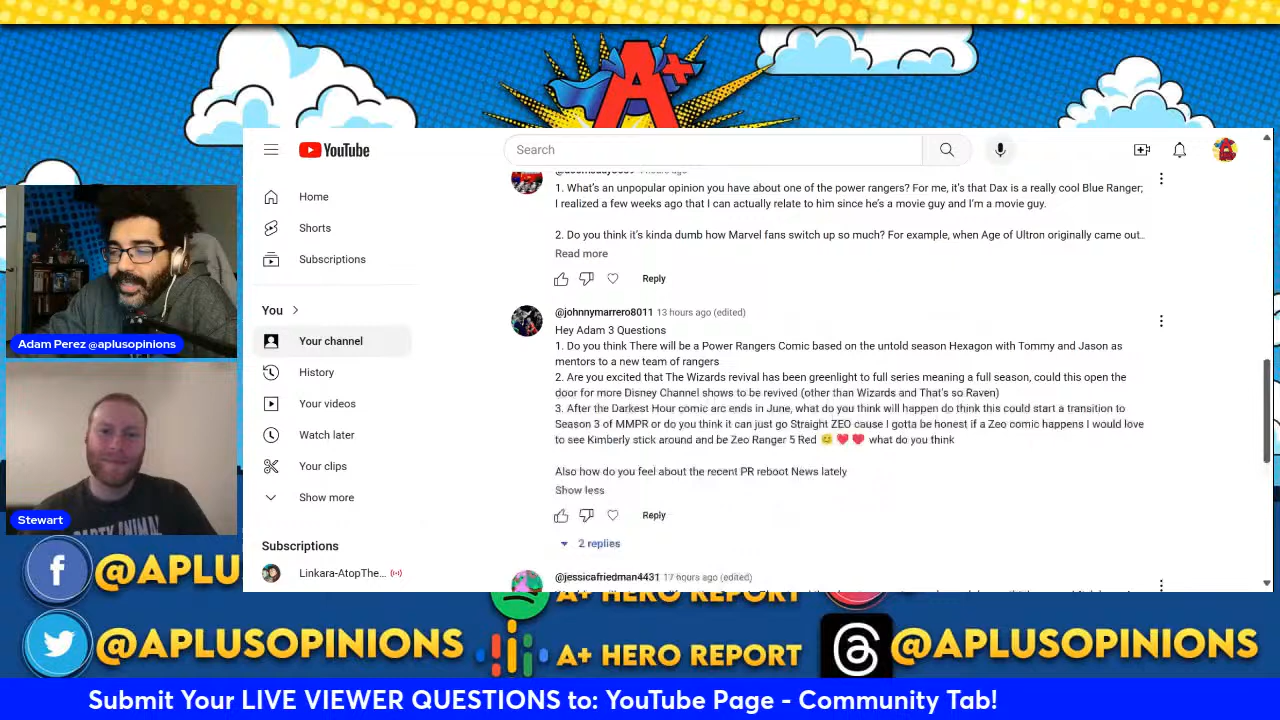 A+
YouTube
Search
Home
Shorts
Subscriptions
You
Your channel
History
Your videos
Watch later
Your clips
Show more
Subscriptions
Linkara-AtopThe...
1. What's an unpopular opinion you have about one of the power rangers? For me, it's that Dax is a really cool Blue Ranger;
I realized a few weeks ago that I can actually relate to him since he's a movie guy and I'm a movie guy.
2. Do you think it's kinda dumb how Marvel fans switch up so much? For example, when Age of Ultron originally came out..
Read more
Reply
@johnnymarrero8011 13 hours ago (edited)
Hey Adam 3 Questions
1. Do you think There will be a Power Rangers Comic based on the untold season Hexagon with Tommy and Jason as
mentors to a new team of rangers
2. Are you excited that The Wizards revival has been greenlight to full series meaning a full season, could this open the
door for more Disney Channel shows to be revived (other than Wizards and That's so Raven)
3. After the Darkest Hour comic arc ends in June, what do you think will happen do think this could start a transition to
Season 3 of MMPR or do you think it can just go Straight ZEO cause I gotta be honest if a Zeo comic happens I would love
to see Kimberly stick around and be Zeo Ranger 5 Red 😊 ❤️ ❤️ what do you think
Also how do you feel about the recent PR reboot News lately
Show less
Reply
2 replies
@jessicafriedman4431 17 hours ago (edited)
Adam Perez @aplusopinions
Stewart
PARTY ANIMAL
@APLU
A+ HERO REPORT
@APLUSOPINIONS
A+ HERO REPORT
@APLUSOPINIONS
Submit Your LIVE VIEWER QUESTIONS to: YouTube Page - Community Tab!